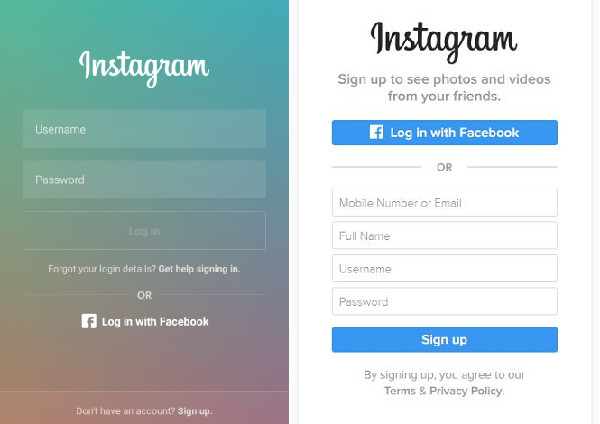 Instagram
Username
Password
Log in
Forgot your login details? Get help signing in.
OR
Log in with Facebook
Don't have an account? Sign up.
Instagram
Sign up to see photos and videos
from your friends.
Log in with Facebook
OR
Mobile Number or Email
Full Name
Username
Password
Sign up
By signing up, you agree to our
Terms & Privacy Policy.